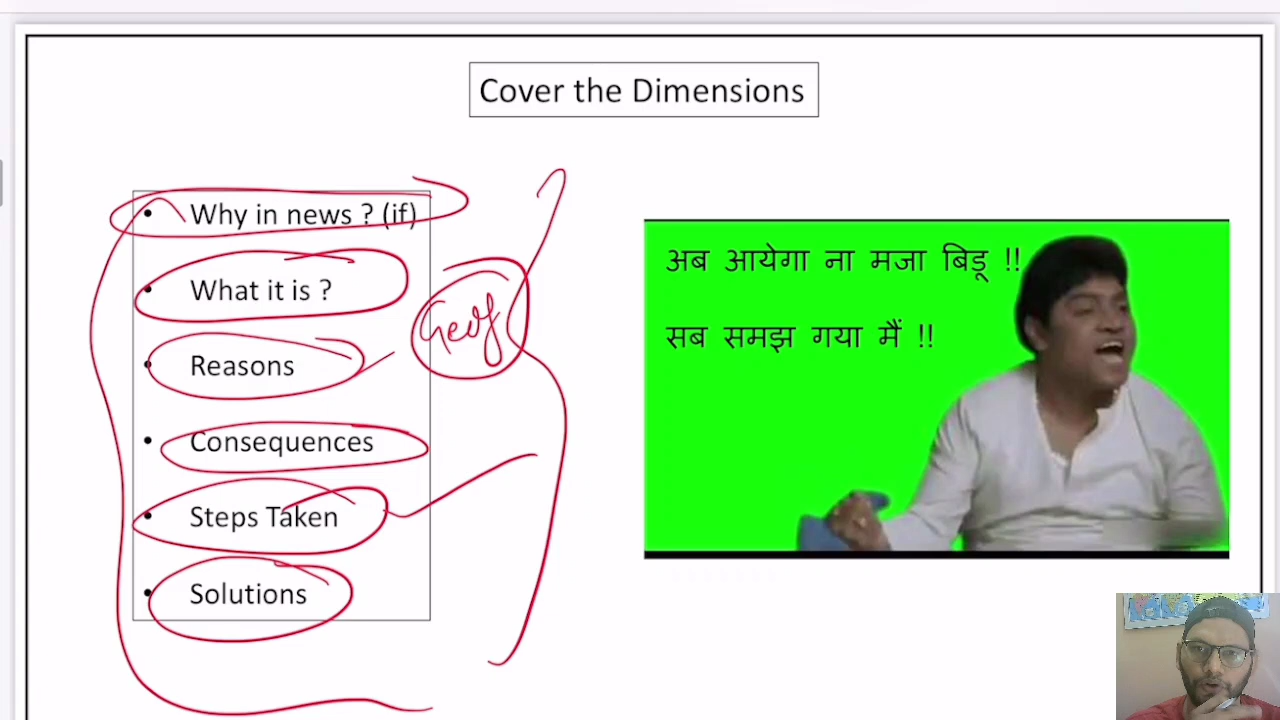 Cover the Dimensions
• Why in news ? (if)
• What it is ?
• Reasons
• Consequences
• Steps Taken
• Solutions
अब आयेगा ना मजा बिडू !!
सब समझ गया मैं !!